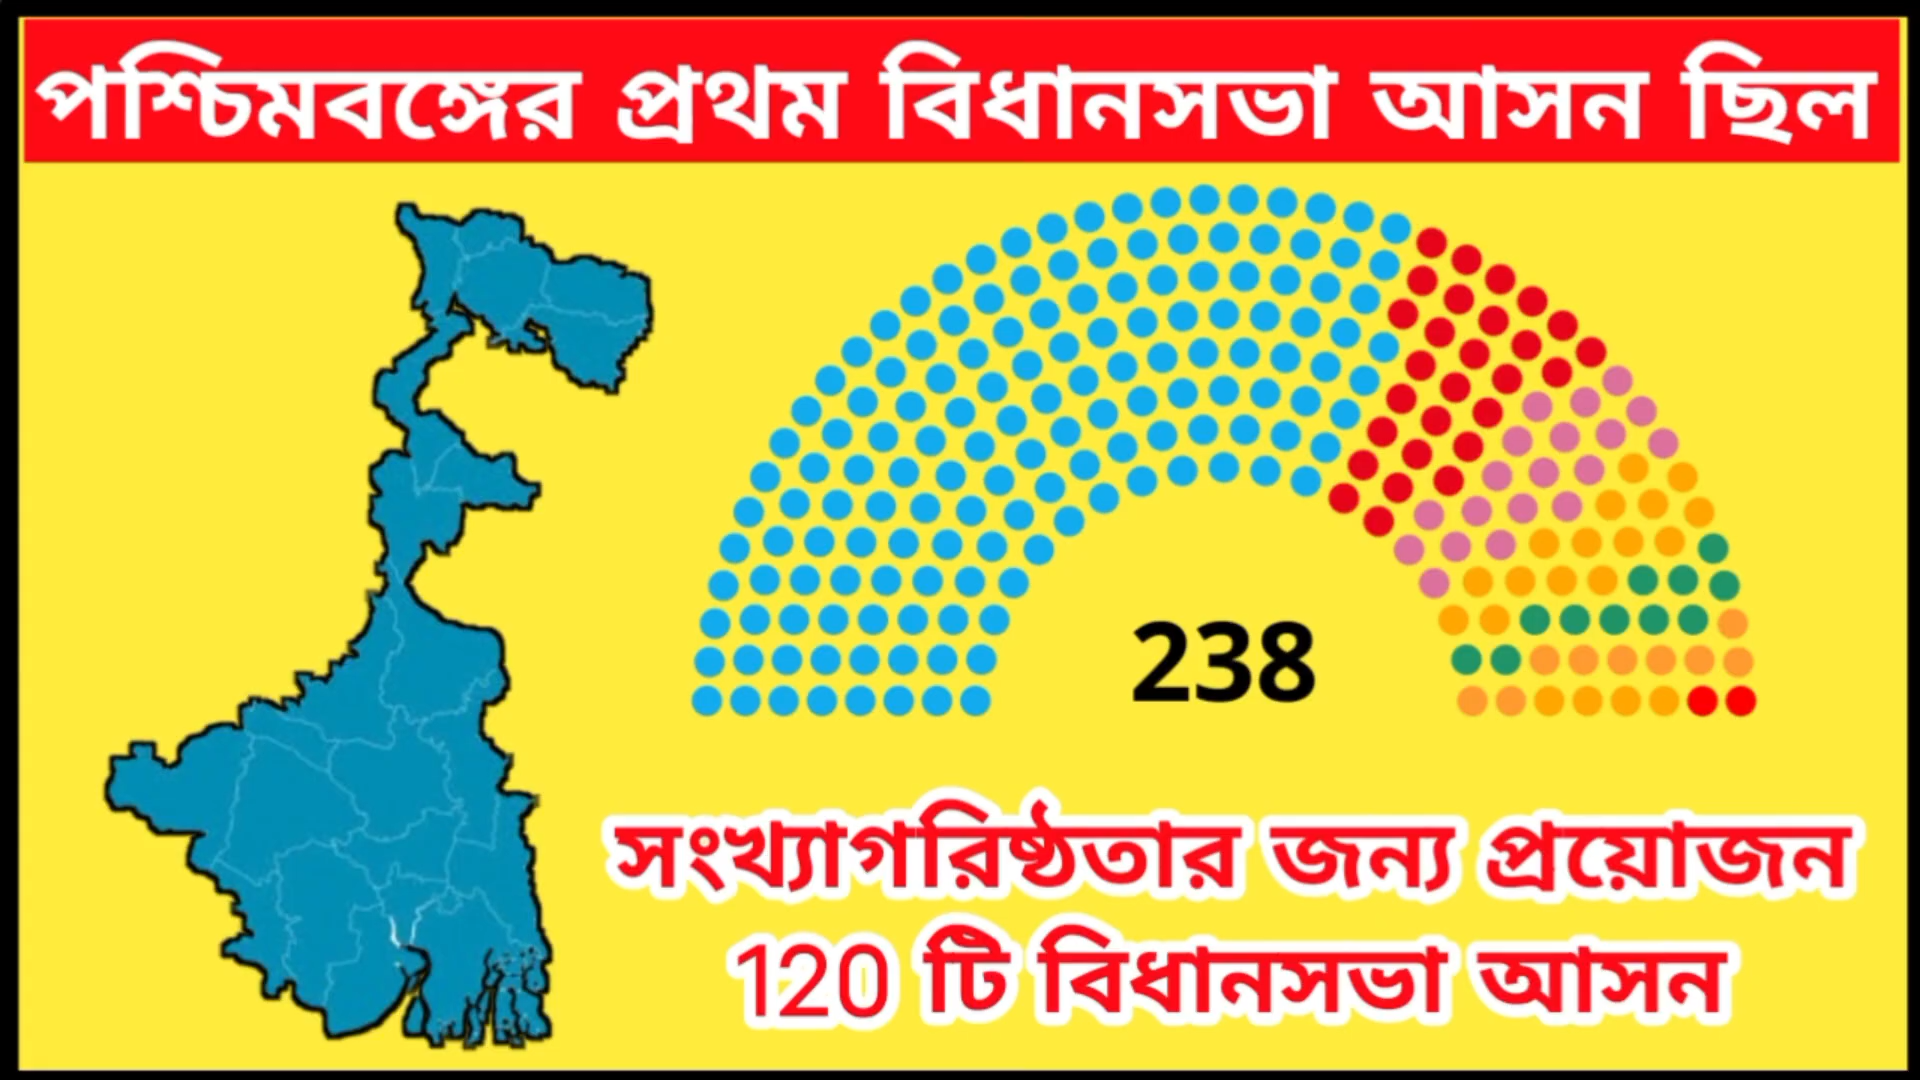 পশ্চিমবঙ্গের প্রথম বিধানসভা আসন ছিল
238
সংখ্যাগরিষ্ঠতার জন্য প্রয়োজন
120 টি বিধানসভা আসন